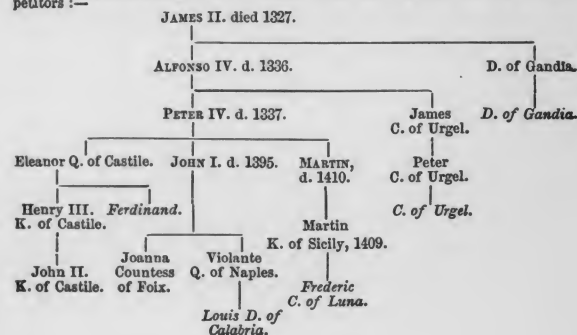 petitors :—
JAMES II. died 1327.
ALFONSO IV. d. 1336.
D. of Gandia.
PETER IV. d. 1337.
James
C. of Urgel.
D. of Gandia.
Eleanor Q. of Castile.
JOHN I. d. 1395.
MARTIN,
d. 1410.
Peter
C. of Urgel.
Henry III.
K. of Castile.
Ferdinand.
Martin
K. of Sicily, 1409.
C. of Urgel.
John II.
K. of Castile.
Joanna
Countess
of Foix.
Violante
Q. of Naples.
Frederic
C. of Luna.
Louis D. of
Calabria.